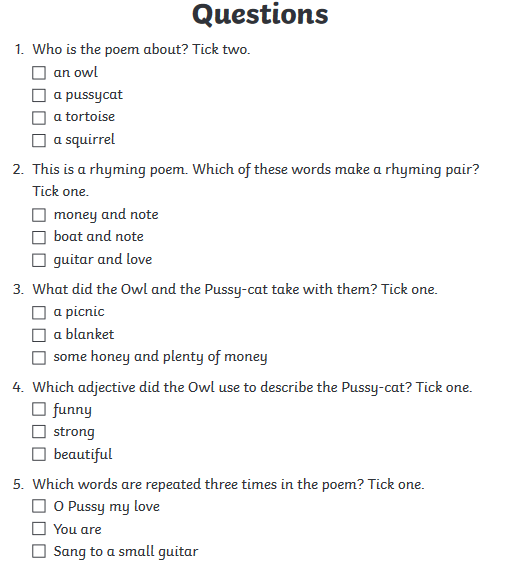 Questions
1. Who is the poem about? Tick two.
an owl
a pussycat
a tortoise
a squirrel
2. This is a rhyming poem. Which of these words make a rhyming pair?
Tick one.
money and note
boat and note
guitar and love
3. What did the Owl and the Pussy-cat take with them? Tick one.
a picnic
a blanket
some honey and plenty of money
4. Which adjective did the Owl use to describe the Pussy-cat? Tick one.
funny
strong
beautiful
5. Which words are repeated three times in the poem? Tick one.
O Pussy my love
You are
Sang to a small guitar